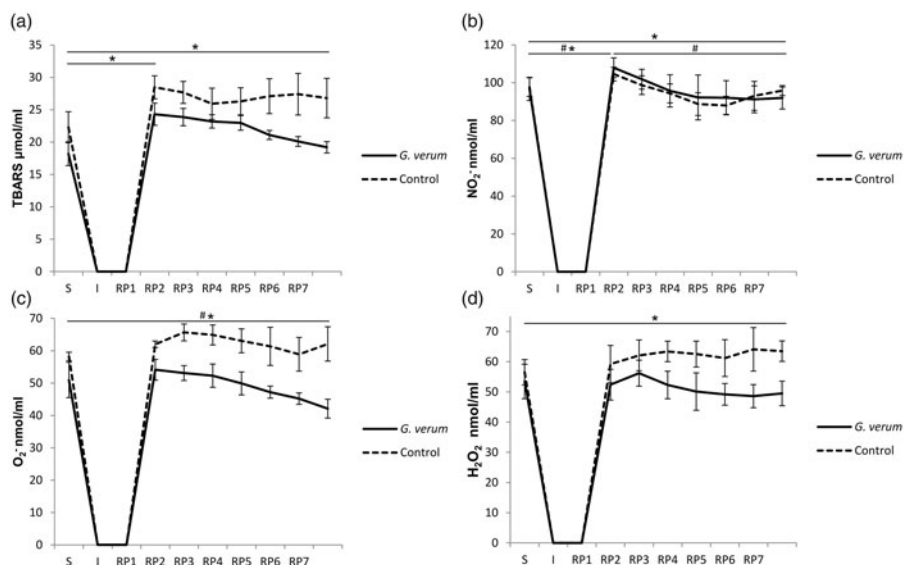 (a)
*
*
35
30
25
20
15
10
5
0
TBARS µmol/ml
S I RP1 RP2 RP3 RP4 RP5 RP6 RP7
G. verum
Control
(b)
*
# *
#
120
100
80
60
40
20
0
NO₂⁻ nmol/ml
S I RP1 RP2 RP3 RP4 RP5 RP6 RP7
G. verum
Control
(c)
# *
70
60
50
40
30
20
10
0
O₂⁻ nmol/ml
S I RP1 RP2 RP3 RP4 RP5 RP6 RP7
G. verum
Control
(d)
*
70
60
50
40
30
20
10
0
H₂O₂ nmol/ml
S I RP1 RP2 RP3 RP4 RP5 RP6 RP7
G. verum
Control